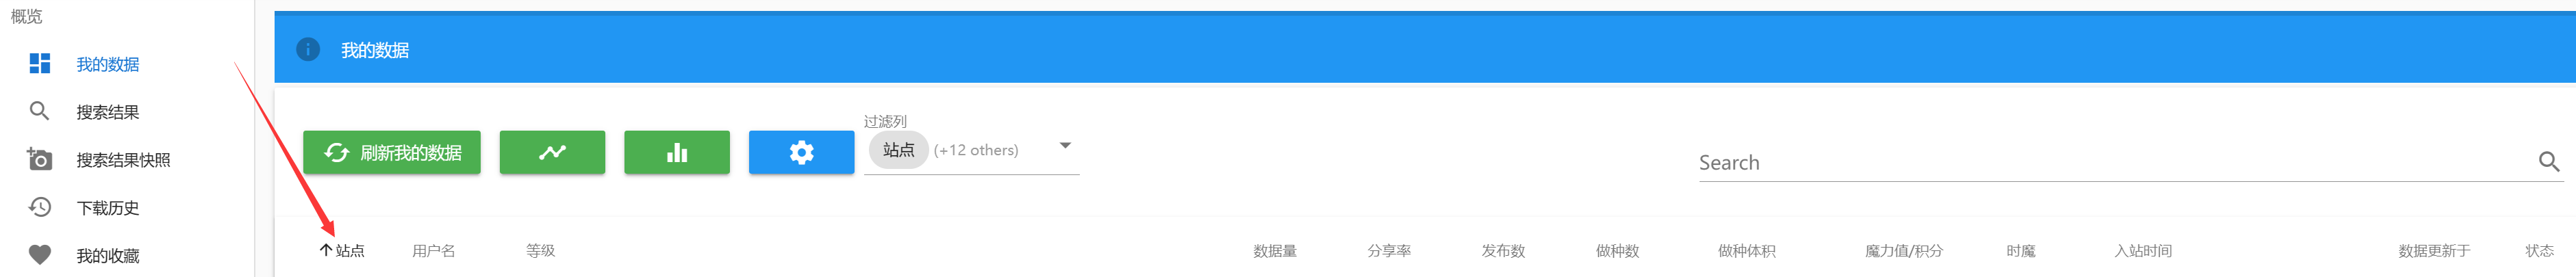 概览
我的数据
搜索结果
搜索结果快照
下载历史
我的收藏
我的数据
刷新我的数据
过滤列
站点 (+12 others)
Search
站点 用户名 等级 数据量 分享率 发布数 做种数 做种体积 魔力值/积分 时魔 入站时间 数据更新于 状态